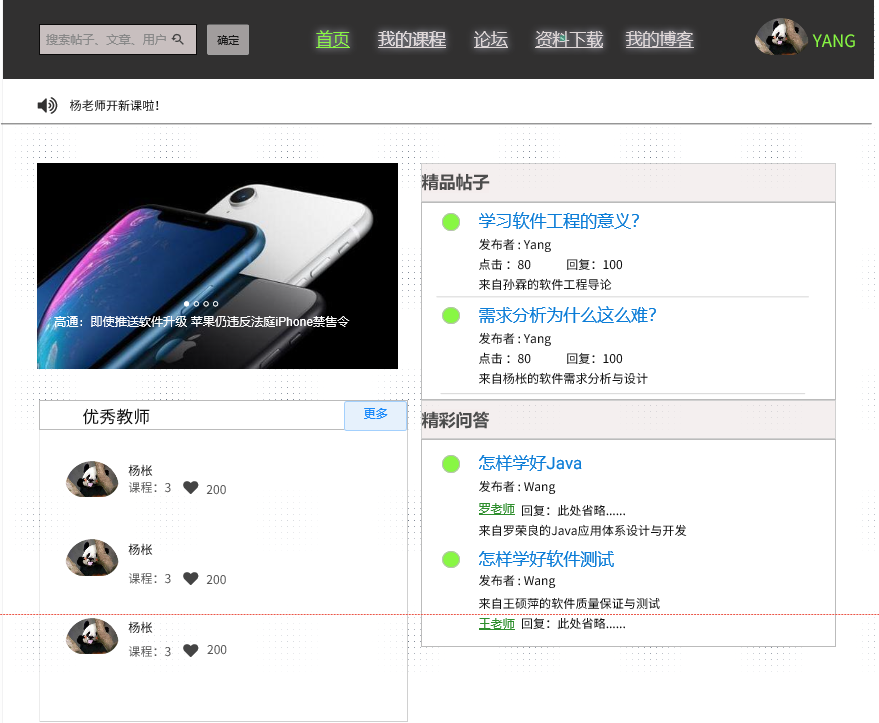 搜索帖子、文章、用户
确定
首页 我的课程 论坛 资料下载 我的博客
YANG
杨老师开新课啦!
高通：即使推送软件升级 苹果仍违反法庭iPhone禁售令
精品帖子
学习软件工程的意义?
发布者 : Yang
点击 ： 80 回复：100
来自孙霖的软件工程导论
需求分析为什么这么难?
发布者 : Yang
点击 ： 80 回复：100
来自杨枨的软件需求分析与设计
优秀教师
更多
杨枨
课程：3 200
杨枨
课程：3 200
杨枨
课程：3 200
精彩问答
怎样学好Java
发布者 : Wang
罗老师 回复：此处省略......
来自罗荣良的Java应用体系设计与开发
怎样学好软件测试
发布者 : Wang
来自王硕萍的软件质量保证与测试
王老师 回复：此处省略......